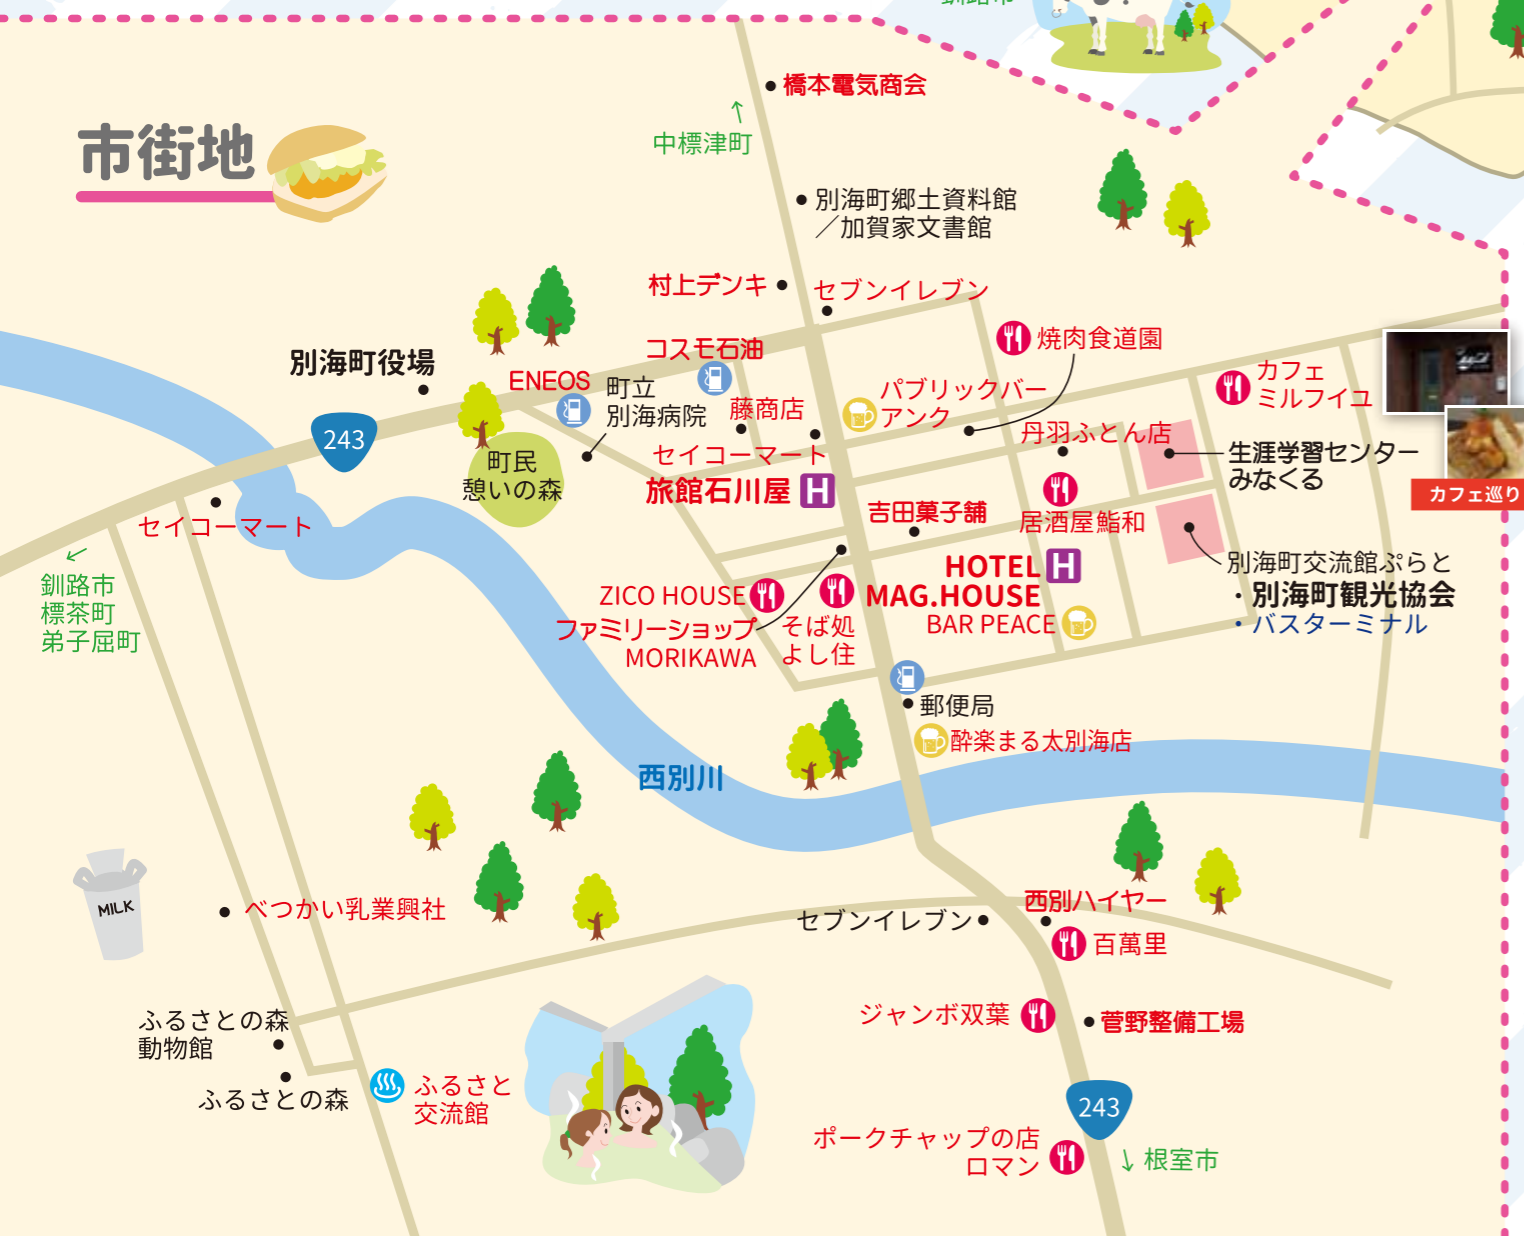 釧路市
市街地
橋本電気商会
中標津町
別海町郷土資料館
／加賀家文書館
村上デンキ
セブンイレブン
焼肉食道園
コスモ石油
別海町役場
ENEOS
町立
別海病院
藤商店
パブリックバー
アンク
カフェ
ミルフイユ
丹羽ふとん店
243
町民
憩いの森
セイコーマート
旅館石川屋
H
生涯学習センター
みなくる
カフェ巡り
吉田菓子舗
居酒屋鮨和
セイコーマート
釧路市
標茶町
弟子屈町
HOTEL
MAG.HOUSE
H
BAR PEACE
別海町交流館ぷらと
・別海町観光協会
・バスターミナル
ZICO HOUSE
ファミリーショップ
MORIKAWA
そば処
よし住
郵便局
酔楽まる太別海店
西別川
MILK
べつかい乳業興社
セブンイレブン
西別ハイヤー
百萬里
ジャンボ双葉
菅野整備工場
ふるさとの森
動物館
ふるさとの森
ふるさと
交流館
243
ポークチャップの店
ロマン
根室市